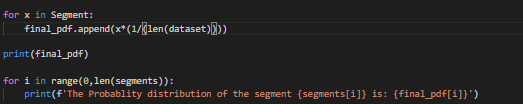 for x in Segment:
    final_pdf.append(x*(1/(len(dataset))))
print(final_pdf)
for i in range(0,len(segments)):
    print(f'The Probablity distribution of the segment {segments[i]} is: {final_pdf[i]}')